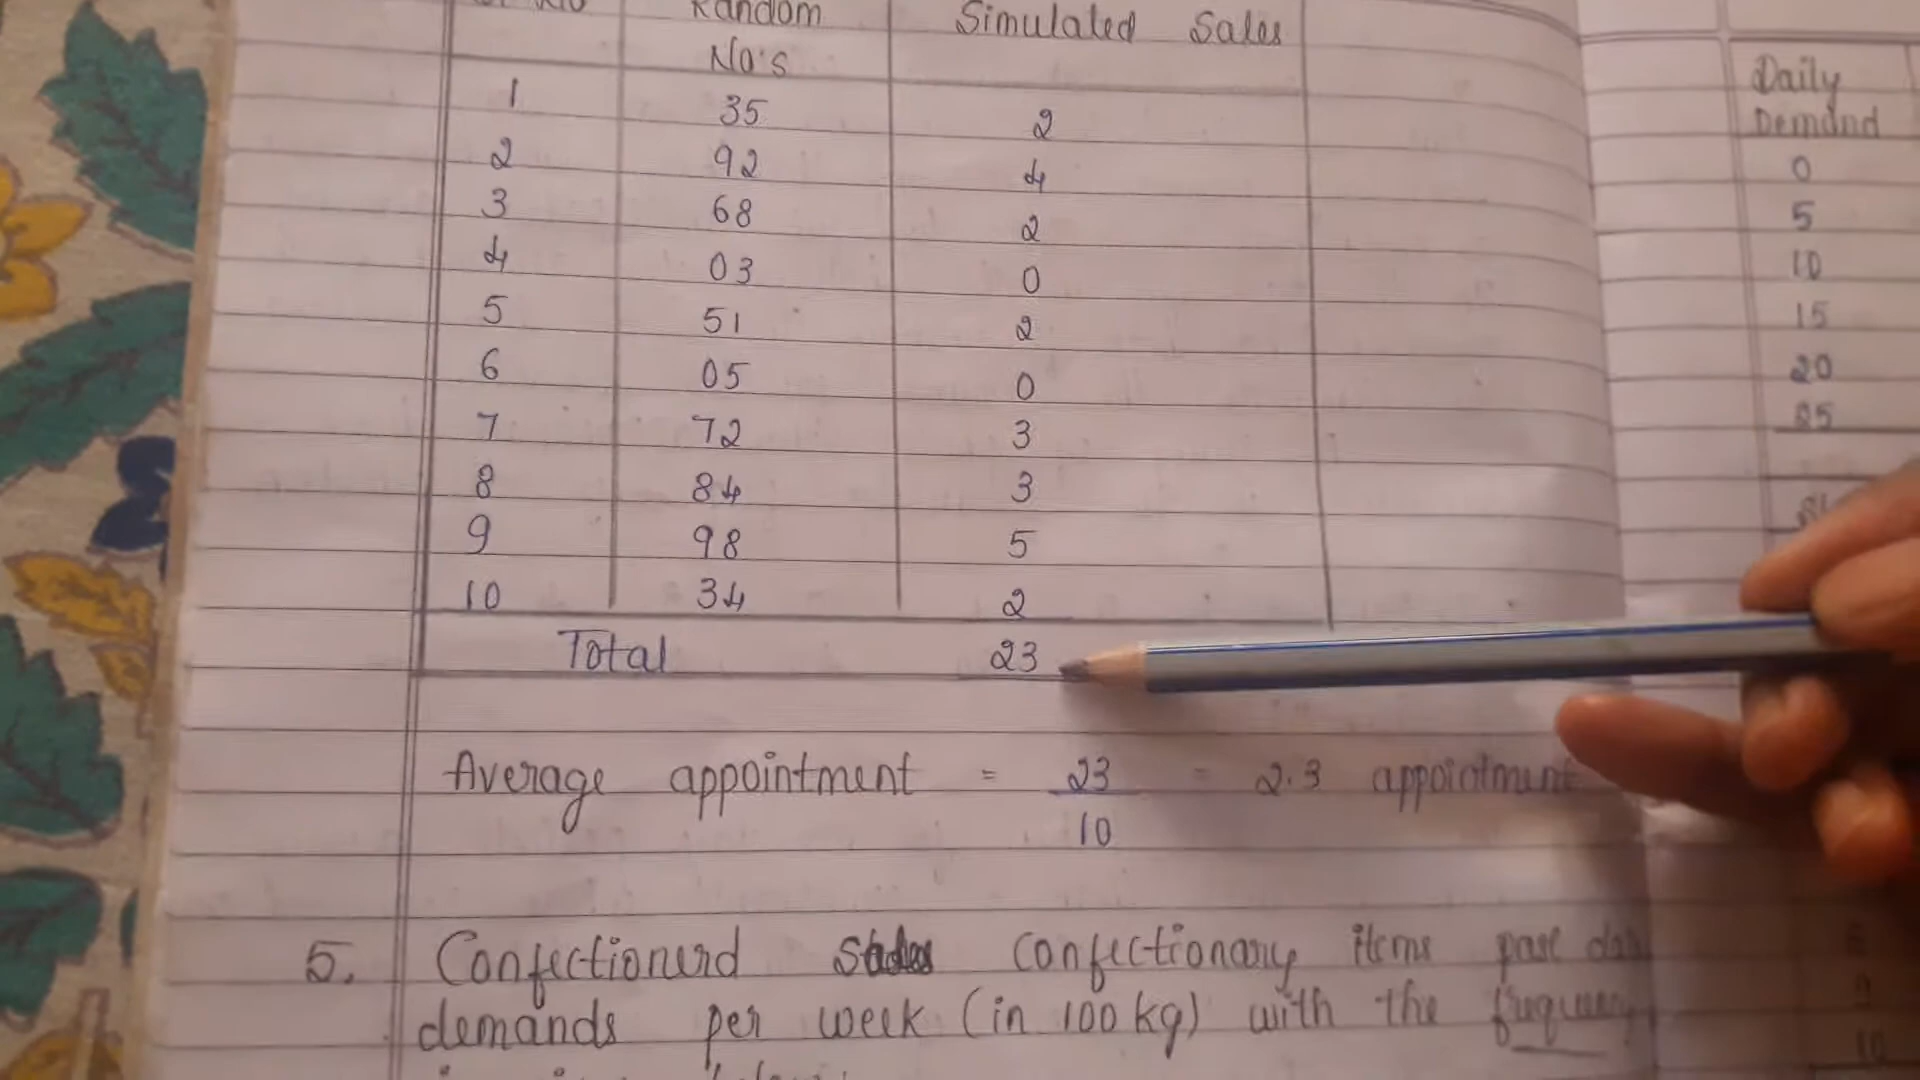 Random Simulated Sales
No's
1 35 2
2 92 4
3 68 2
4 03 0
5 51 2
6 05 0
7 72 3
8 84 3
9 98 5
10 34 2
Total 23
Average appointment = 23 = 2.3 appointment
10
5. Confectionerd confectionary items past
demands per week (in 100 kg) with the frequency
Daily
Demand
0
5
10
15
20
25